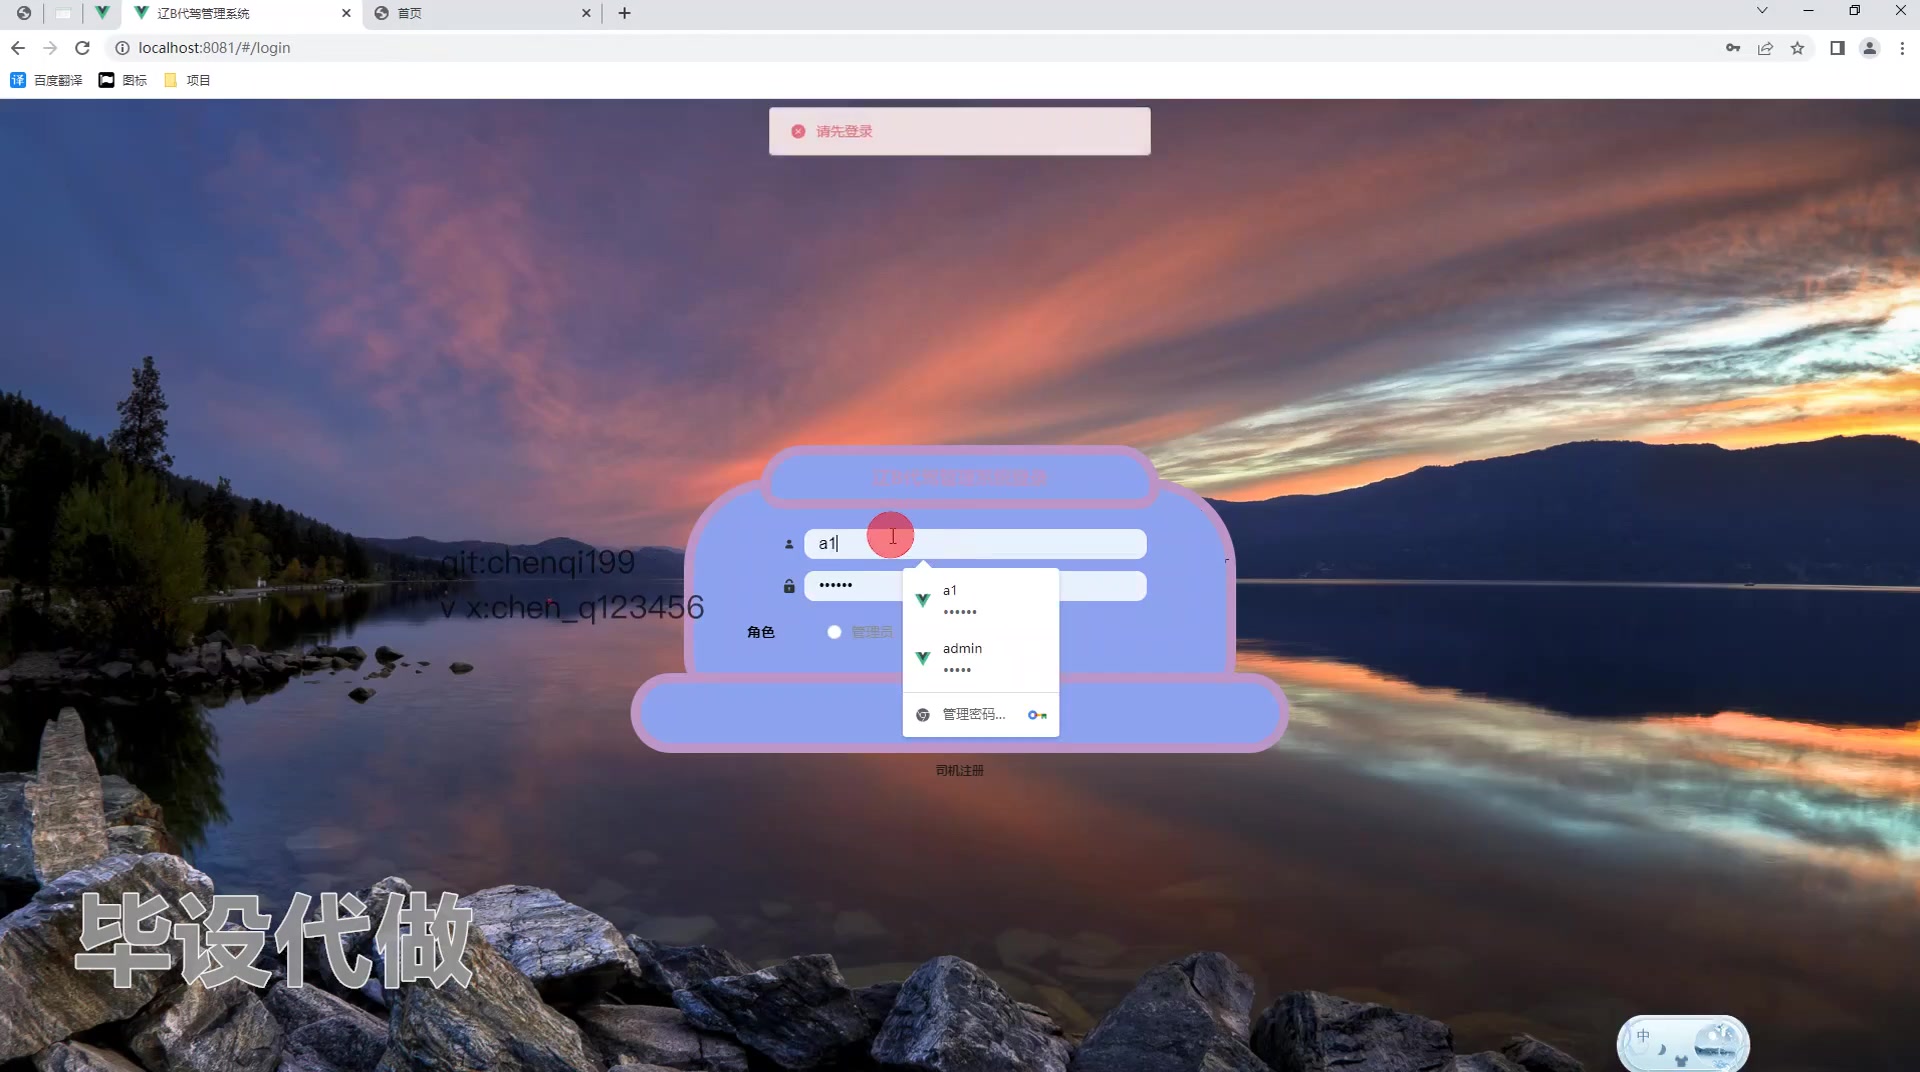 辽B代驾管理系统
首页
localhost:8081/#/login
百度翻译
图标
项目
请先登录
a1
••••••
角色
管理员
a1
••••••
admin
•••••
管理密码...
司机注册
git:chenqi199
v x:chen_q123456
毕设代做
中